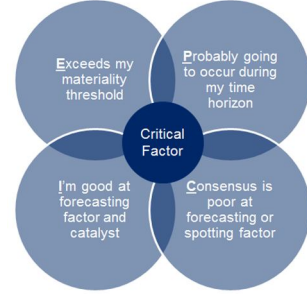 Exceeds my
materiality
threshold
Probably going
to occur during
my time
horizon
Critical
Factor
I'm good at
forecasting
factor and
catalyst
Consensus is
poor at
forecasting or
spotting factor